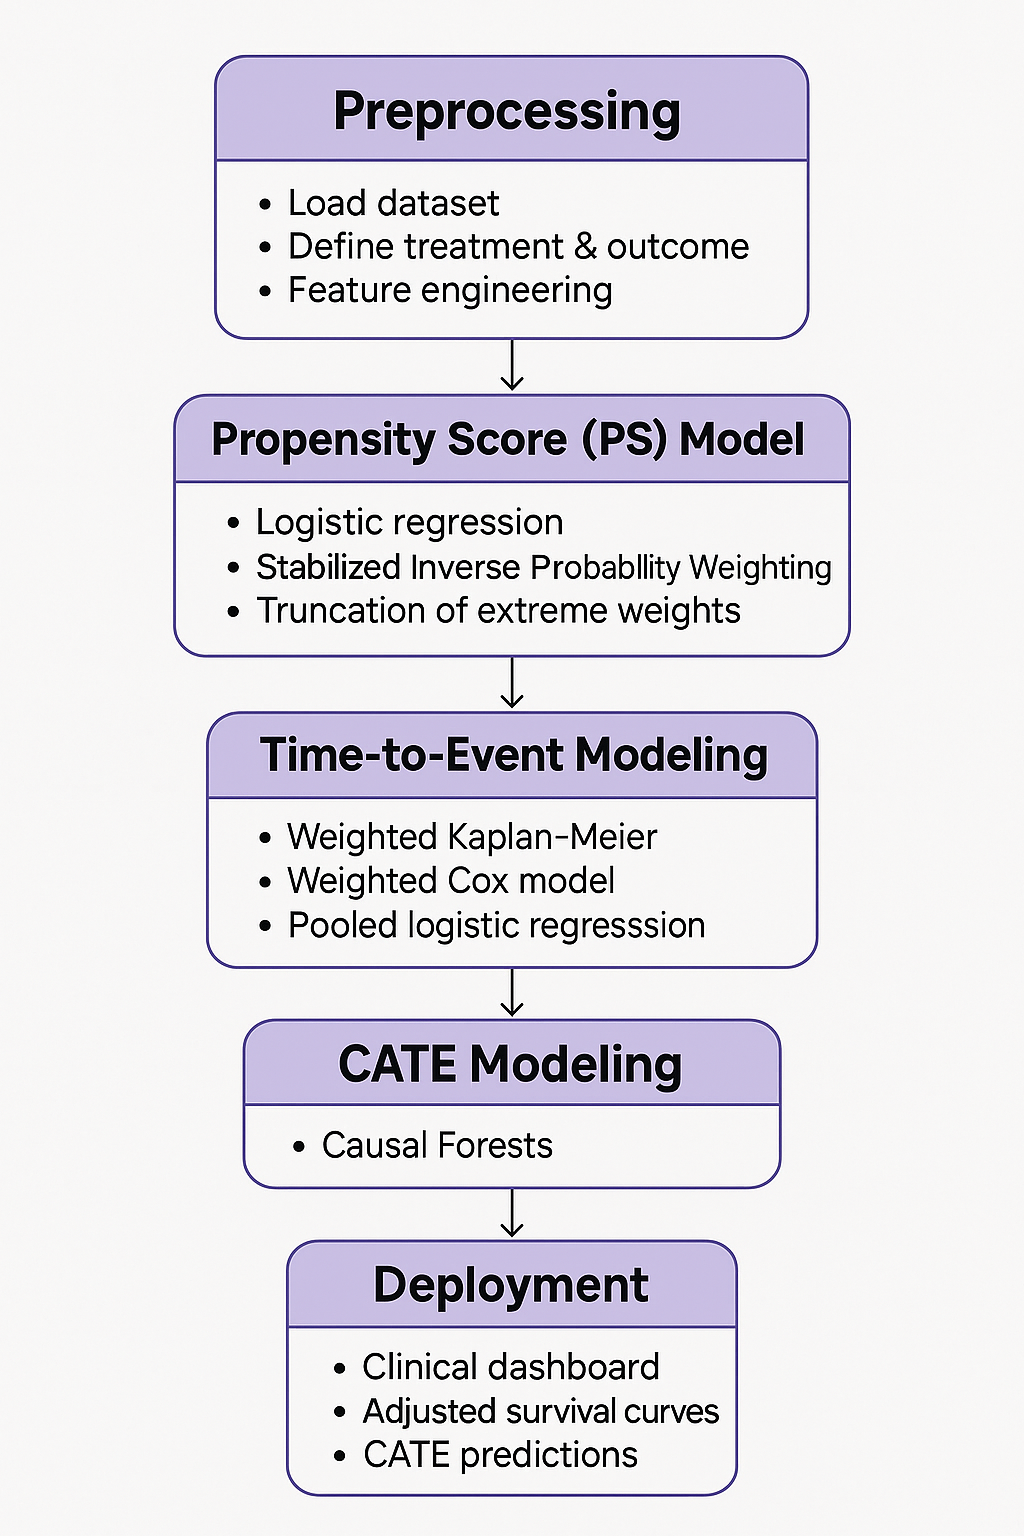 Preprocessing
• Load dataset
• Define treatment & outcome
• Feature engineering
Propensity Score (PS) Model
• Logistic regression
• Stabilized Inverse Probabllity Weighting
• Truncation of extreme weights
Time-to-Event Modeling
• Weighted Kaplan-Meier
• Weighted Cox model
• Pooled logistic regresssion
CATE Modeling
• Causal Forests
Deployment
• Clinical dashboard
• Adjusted survival curves
• CATE predictions